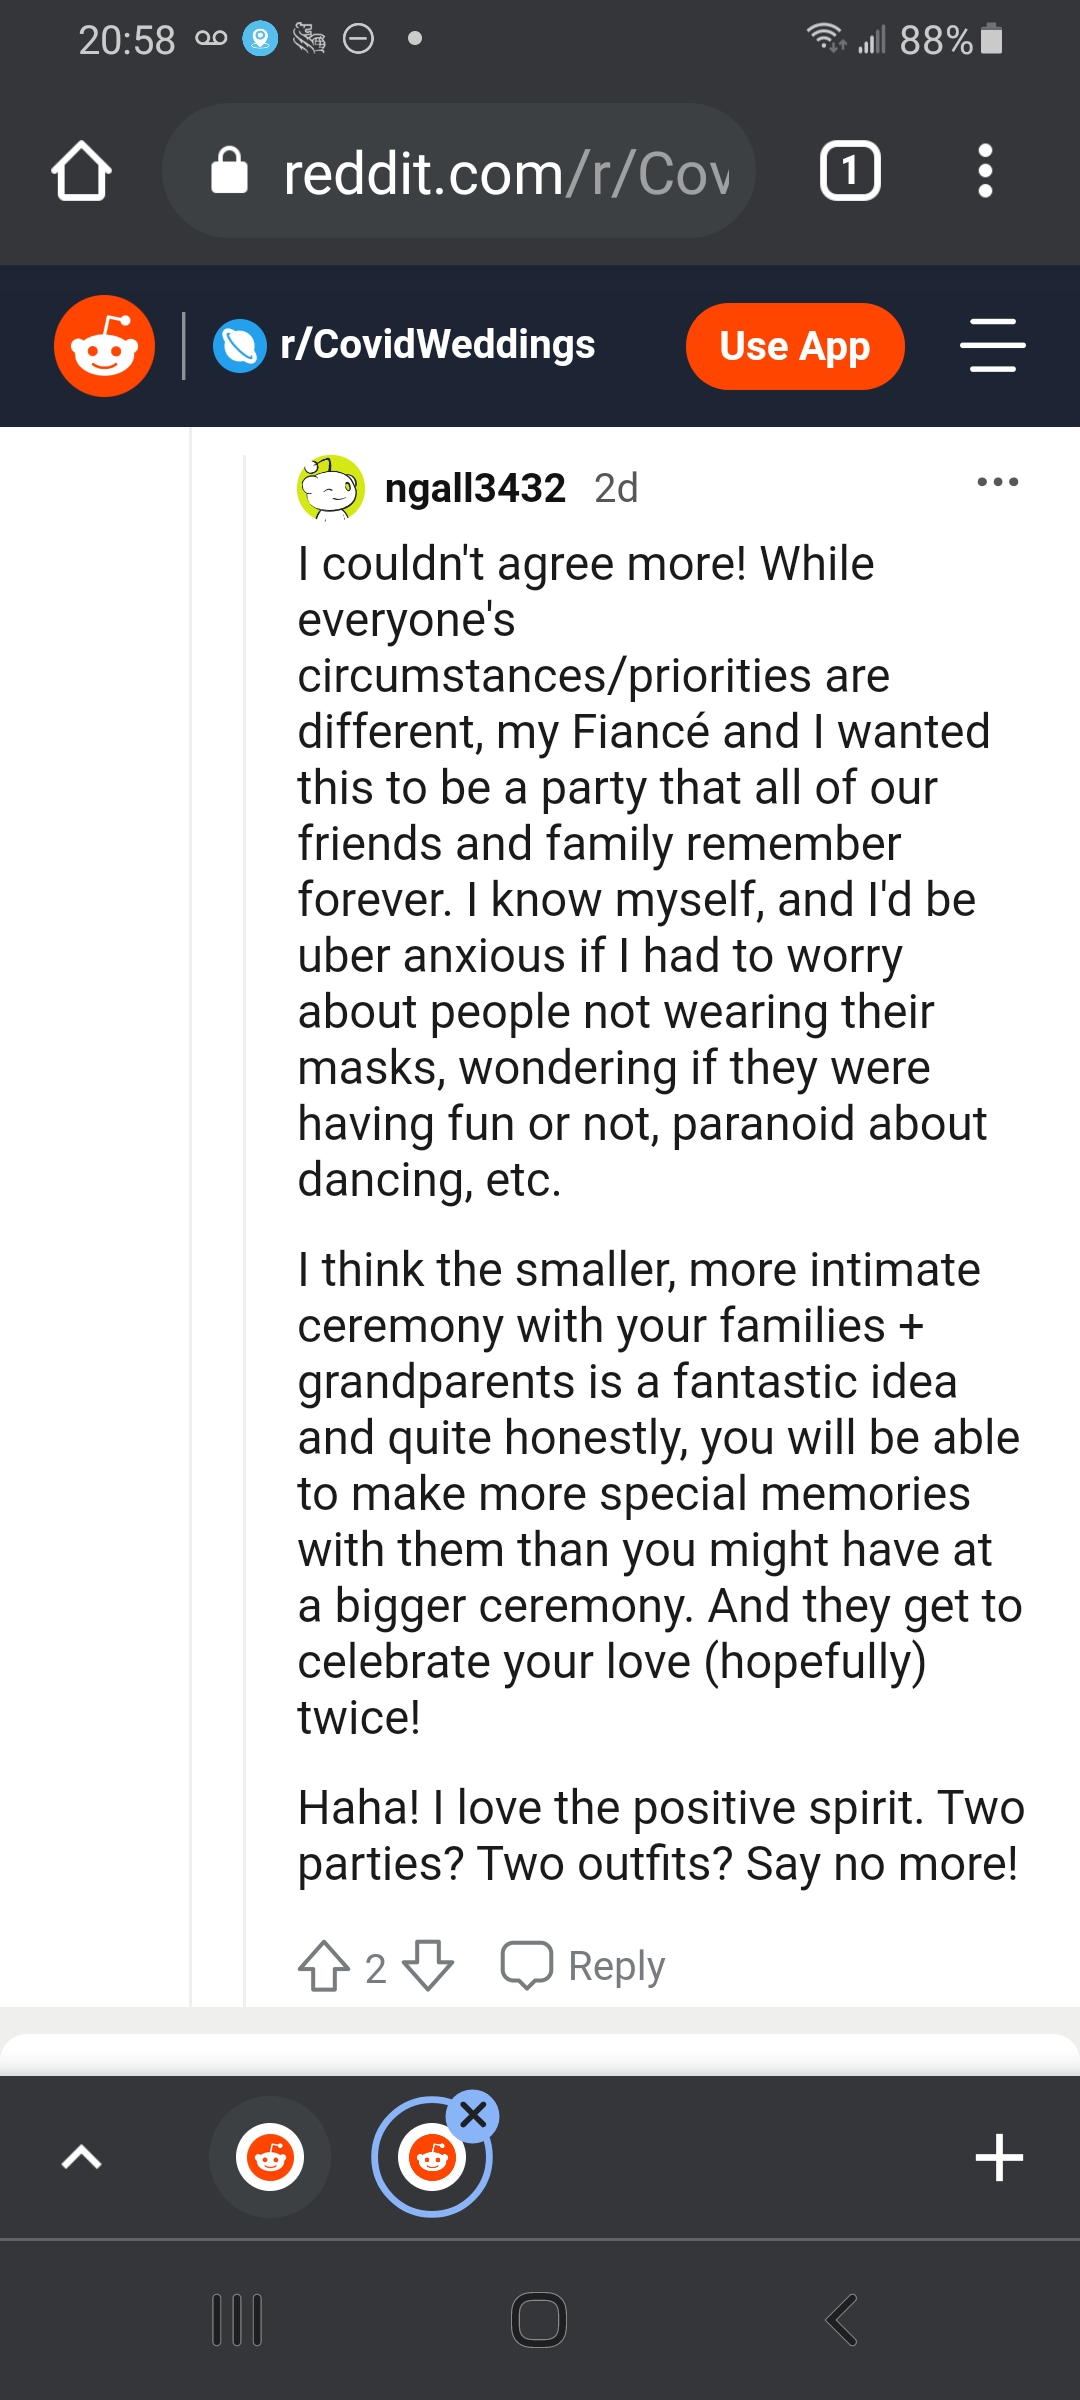 20:58
88%
reddit.com/r/Cov
1
r/CovidWeddings
Use App
ngall3432 2d
I couldn't agree more! While
everyone's
circumstances/priorities are
different, my Fiancé and I wanted
this to be a party that all of our
friends and family remember
forever. I know myself, and I'd be
uber anxious if I had to worry
about people not wearing their
masks, wondering if they were
having fun or not, paranoid about
dancing, etc.
I think the smaller, more intimate
ceremony with your families +
grandparents is a fantastic idea
and quite honestly, you will be able
to make more special memories
with them than you might have at
a bigger ceremony. And they get to
celebrate your love (hopefully)
twice!
Haha! I love the positive spirit. Two
parties? Two outfits? Say no more!
2
Reply